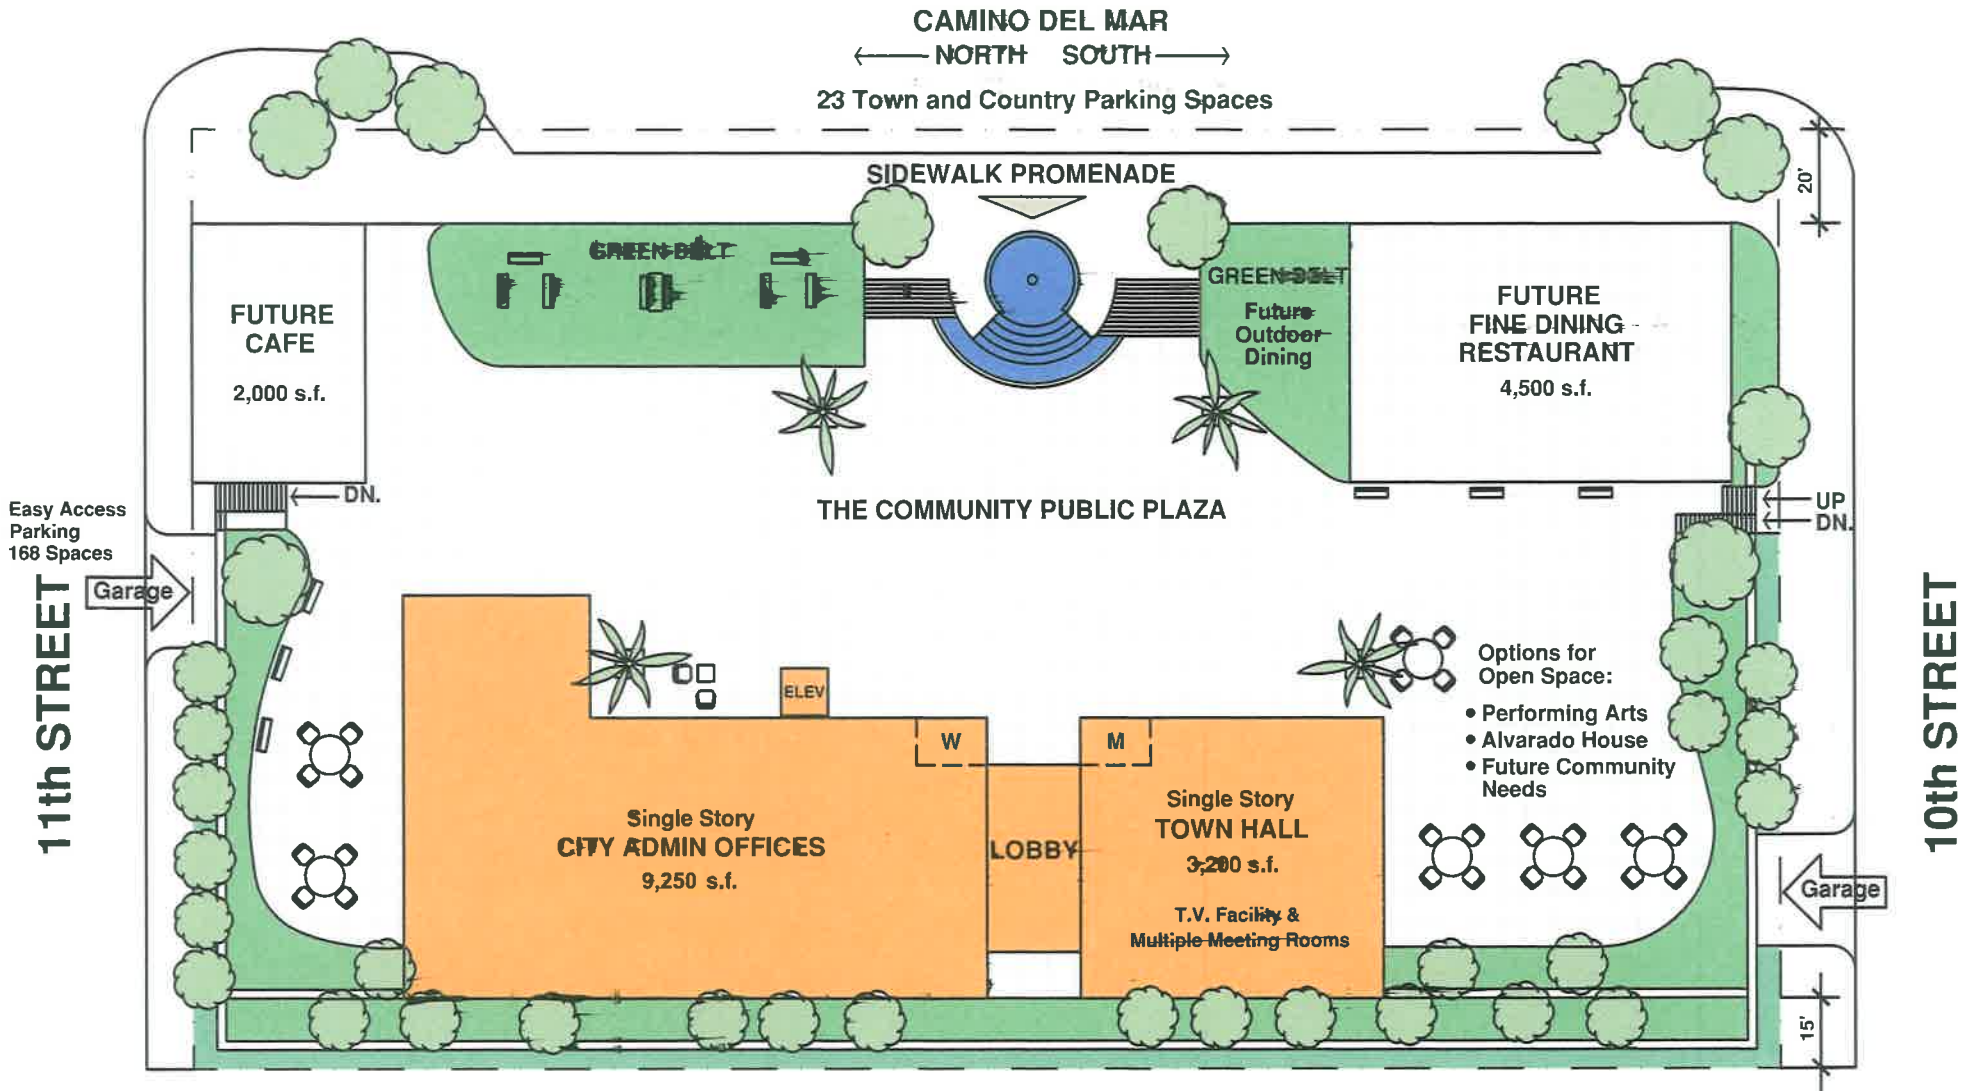 CAMINO DEL MAR
NORTH SOUTH
23 Town and Country Parking Spaces
SIDEWALK PROMENADE
20'
GREEN BELT
GREEN BELT
Future
Outdoor
Dining
FUTURE
CAFE
2,000 s.f.
FUTURE
FINE DINING
RESTAURANT
4,500 s.f.
DN.
UP
DN.
THE COMMUNITY PUBLIC PLAZA
Easy Access
Parking
168 Spaces
Garage
11th STREET
10th STREET
ELEV
Options for
Open Space:
• Performing Arts
• Alvarado House
• Future Community
Needs
W
M
Single Story
CITY ADMIN OFFICES
9,250 s.f.
LOBBY
Single Story
TOWN HALL
3,200 s.f.
T.V. Facility &
Multiple Meeting Rooms
Garage
15'